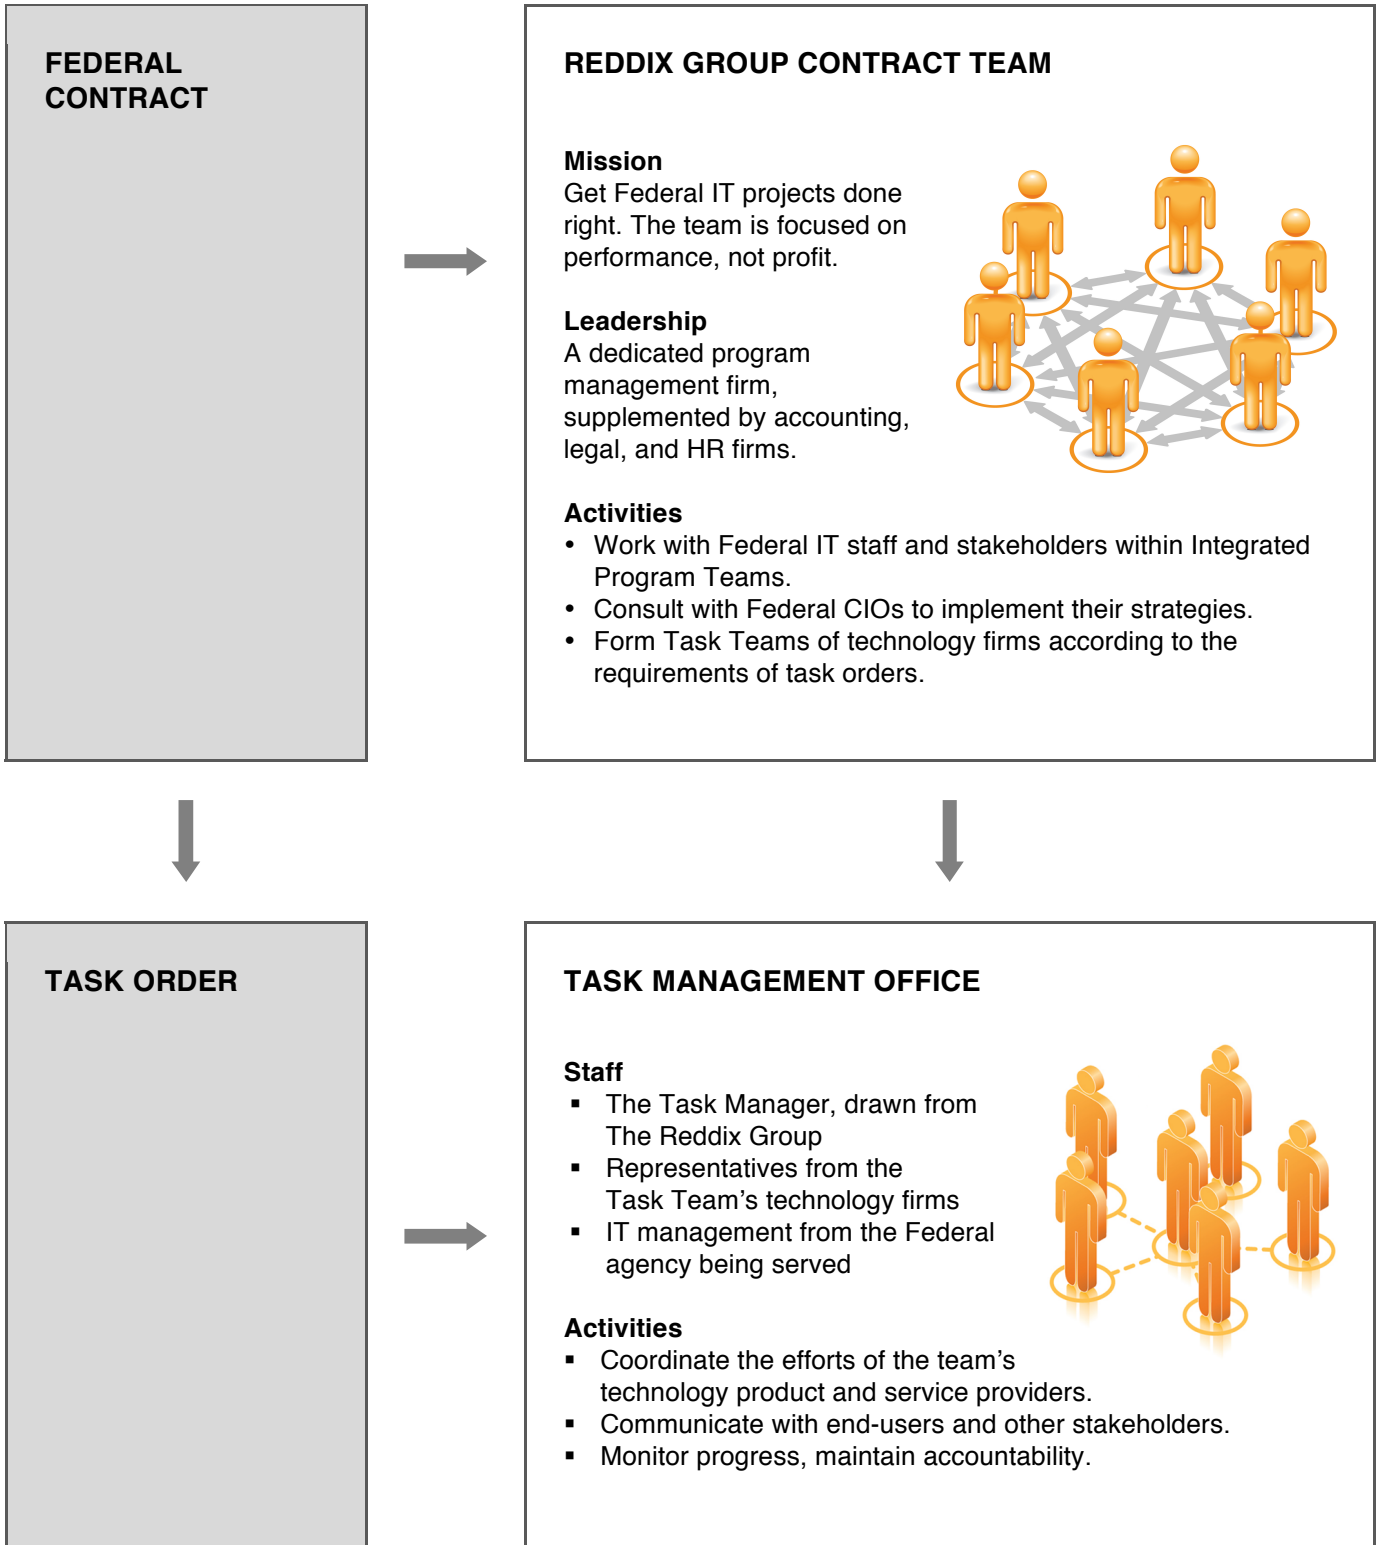 FEDERAL
CONTRACT
REDDIX GROUP CONTRACT TEAM
Mission
Get Federal IT projects done
right. The team is focused on
performance, not profit.
Leadership
A dedicated program
management firm,
supplemented by accounting,
legal, and HR firms.
Activities
• Work with Federal IT staff and stakeholders within Integrated
Program Teams.
• Consult with Federal CIOs to implement their strategies.
• Form Task Teams of technology firms according to the
requirements of task orders.
TASK ORDER
TASK MANAGEMENT OFFICE
Staff
▪ The Task Manager, drawn from
The Reddix Group
▪ Representatives from the
Task Team’s technology firms
▪ IT management from the Federal
agency being served
Activities
▪ Coordinate the efforts of the team’s
technology product and service providers.
▪ Communicate with end-users and other stakeholders.
▪ Monitor progress, maintain accountability.